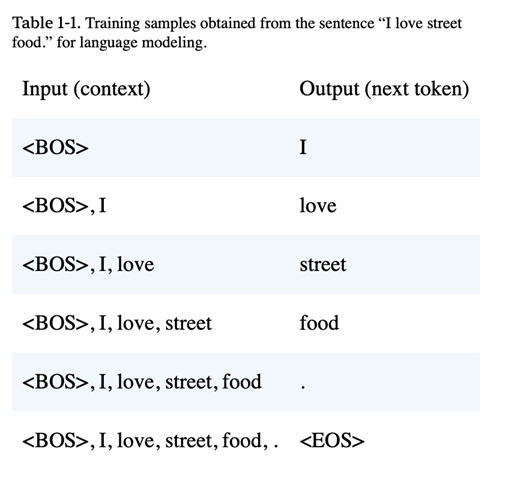 Table 1-1. Training samples obtained from the sentence “I love street
food.” for language modeling.
Input (context) Output (next token)
<BOS> I
<BOS>, I love
<BOS>, I, love street
<BOS>, I, love, street food
<BOS>, I, love, street, food .
<BOS>, I, love, street, food, . <EOS>